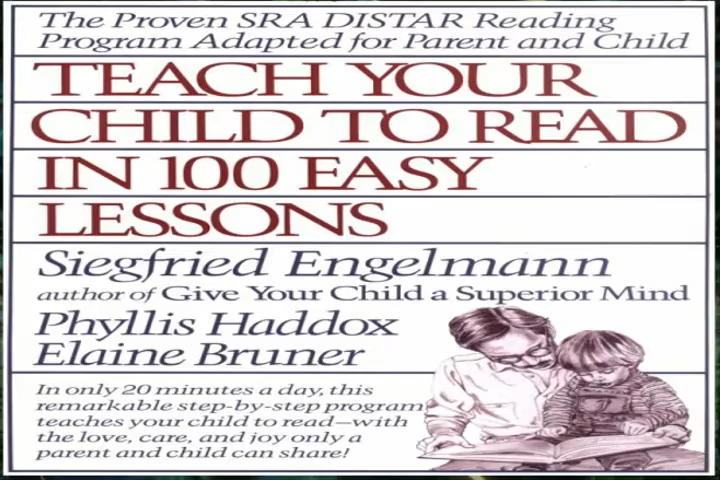 The Proven SRA DISTAR Reading
Program Adapted for Parent and Child
TEACH YOUR
CHILD TO READ
IN 100 EASY
LESSONS
Siegfried Engelmann
author of Give Your Child a Superior Mind
Phyllis Haddox
Elaine Bruner
In only 20 minutes a day, this
remarkable step-by-step program
teaches your child to read—with
the love, care, and joy only a
parent and child can share!